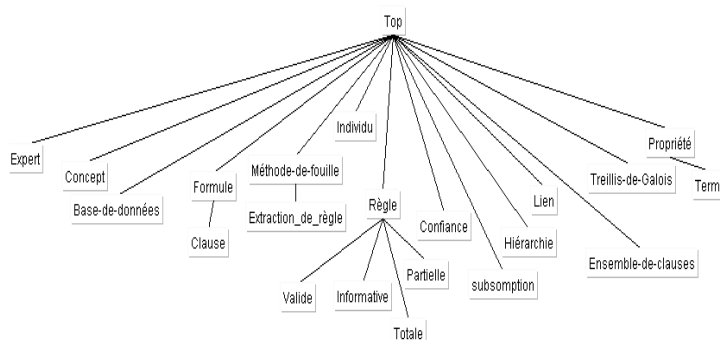 Top
Individu
Expert
Concept
Base-de-données
Formule
Clause
Méthode-de-fouille
Extraction_de_règle
Règle
Valide
Informative
Totale
Partielle
Confiance
subsomption
Hiérarchie
Lien
Ensemble-de-clauses
Treillis-de-Galois
Propriété
Term